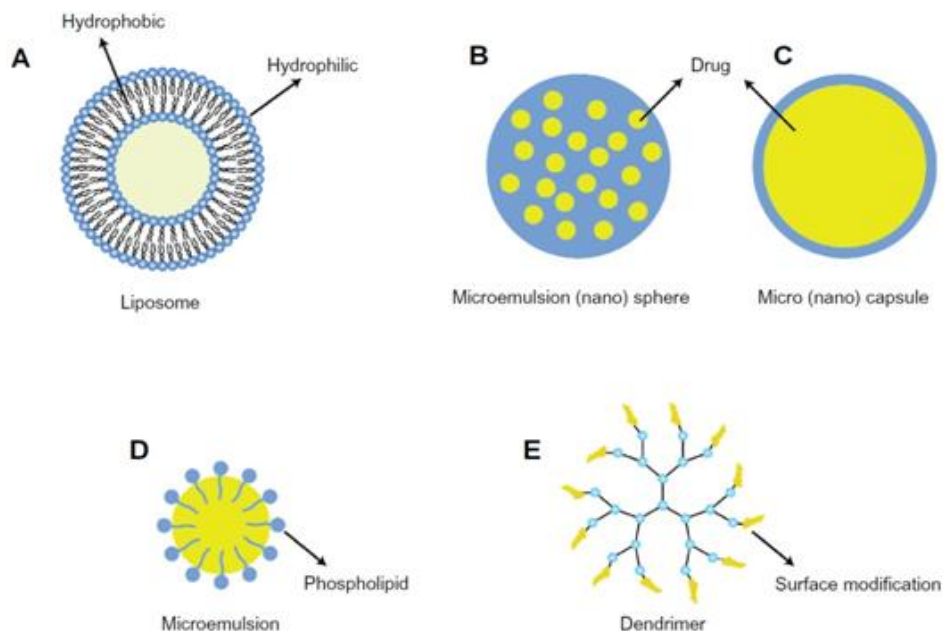 Hydrophobic
A
Hydrophilic
Liposome
B
Drug
C
Microemulsion (nano) sphere
Micro (nano) capsule
D
Phospholipid
Microemulsion
E
Surface modification
Dendrimer